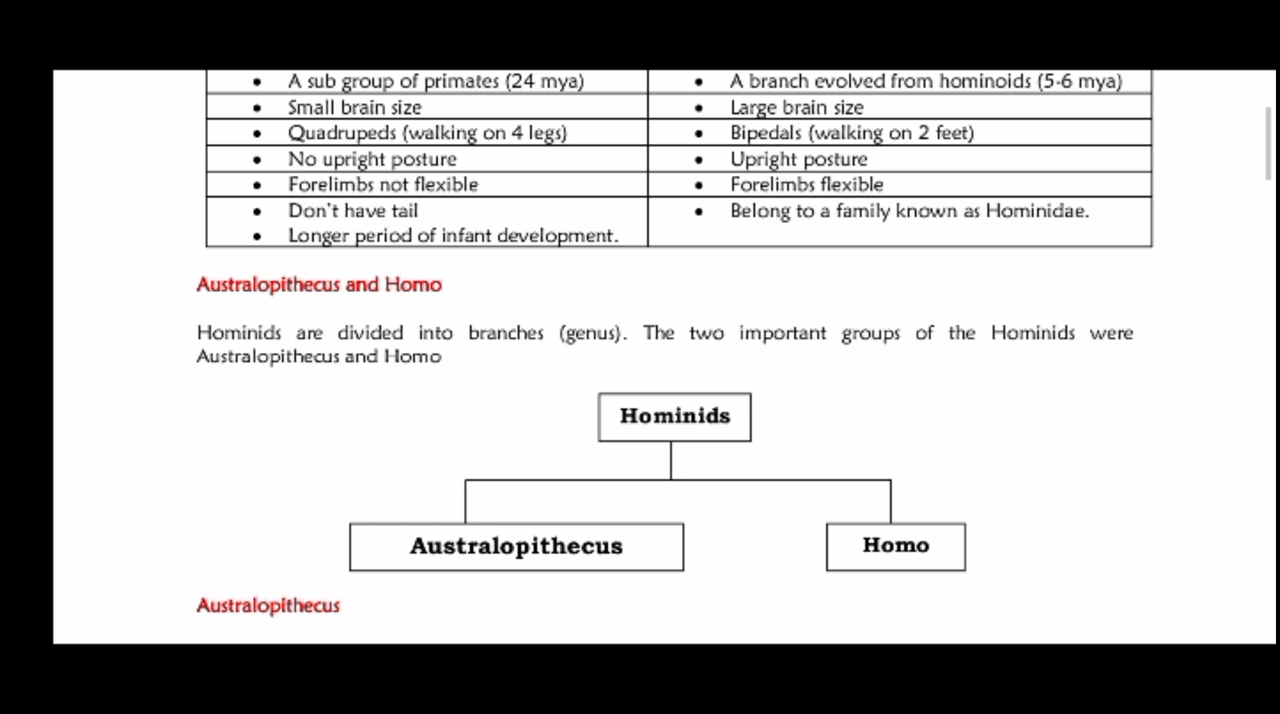 • A sub group of primates (24 mya)
• A branch evolved from hominoids (5-6 mya)
• Small brain size
• Large brain size
• Quadrupeds (walking on 4 legs)
• Bipedals (walking on 2 feet)
• No upright posture
• Upright posture
• Forelimbs not flexible
• Forelimbs flexible
• Don't have tail
• Longer period of infant development.
• Belong to a family known as Hominidae.
Australopithecus and Homo
Hominids are divided into branches (genus). The two important groups of the Hominids were
Australopithecus and Homo
Hominids
Australopithecus
Homo
Australopithecus